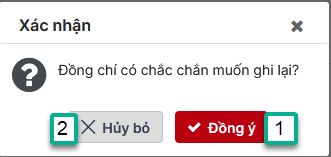 Xác nhận
Đồng chí có chắc chắn muốn ghi lại?
2 Hủy bỏ Đồng ý 1